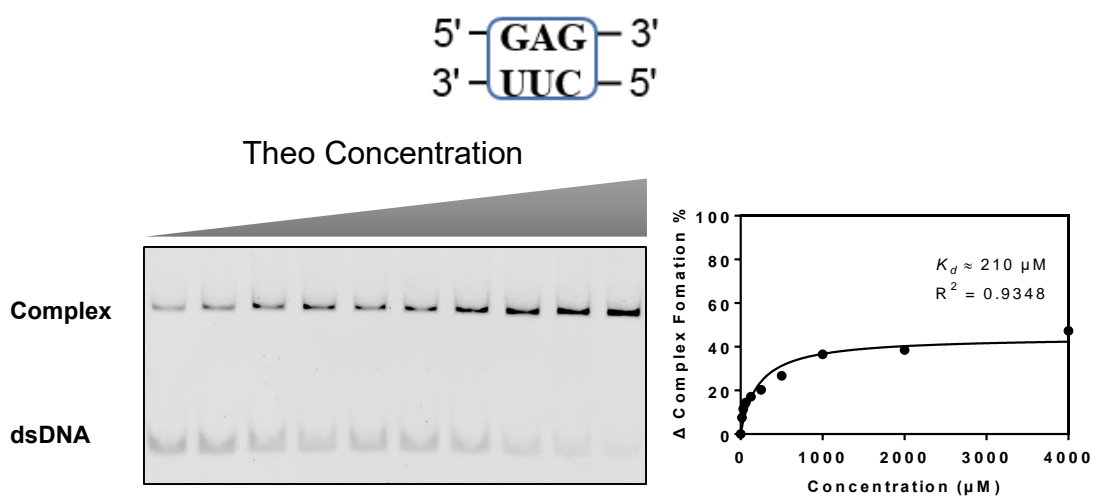 5' GAG 3'
3' UUC 5'
Theo Concentration
Complex
dsDNA
Δ Complex Fomation %
100
80
60
40
20
0
K_d ≈ 210 µM
R² = 0.9348
0 1000 2000 3000 4000
Concentration (µM)